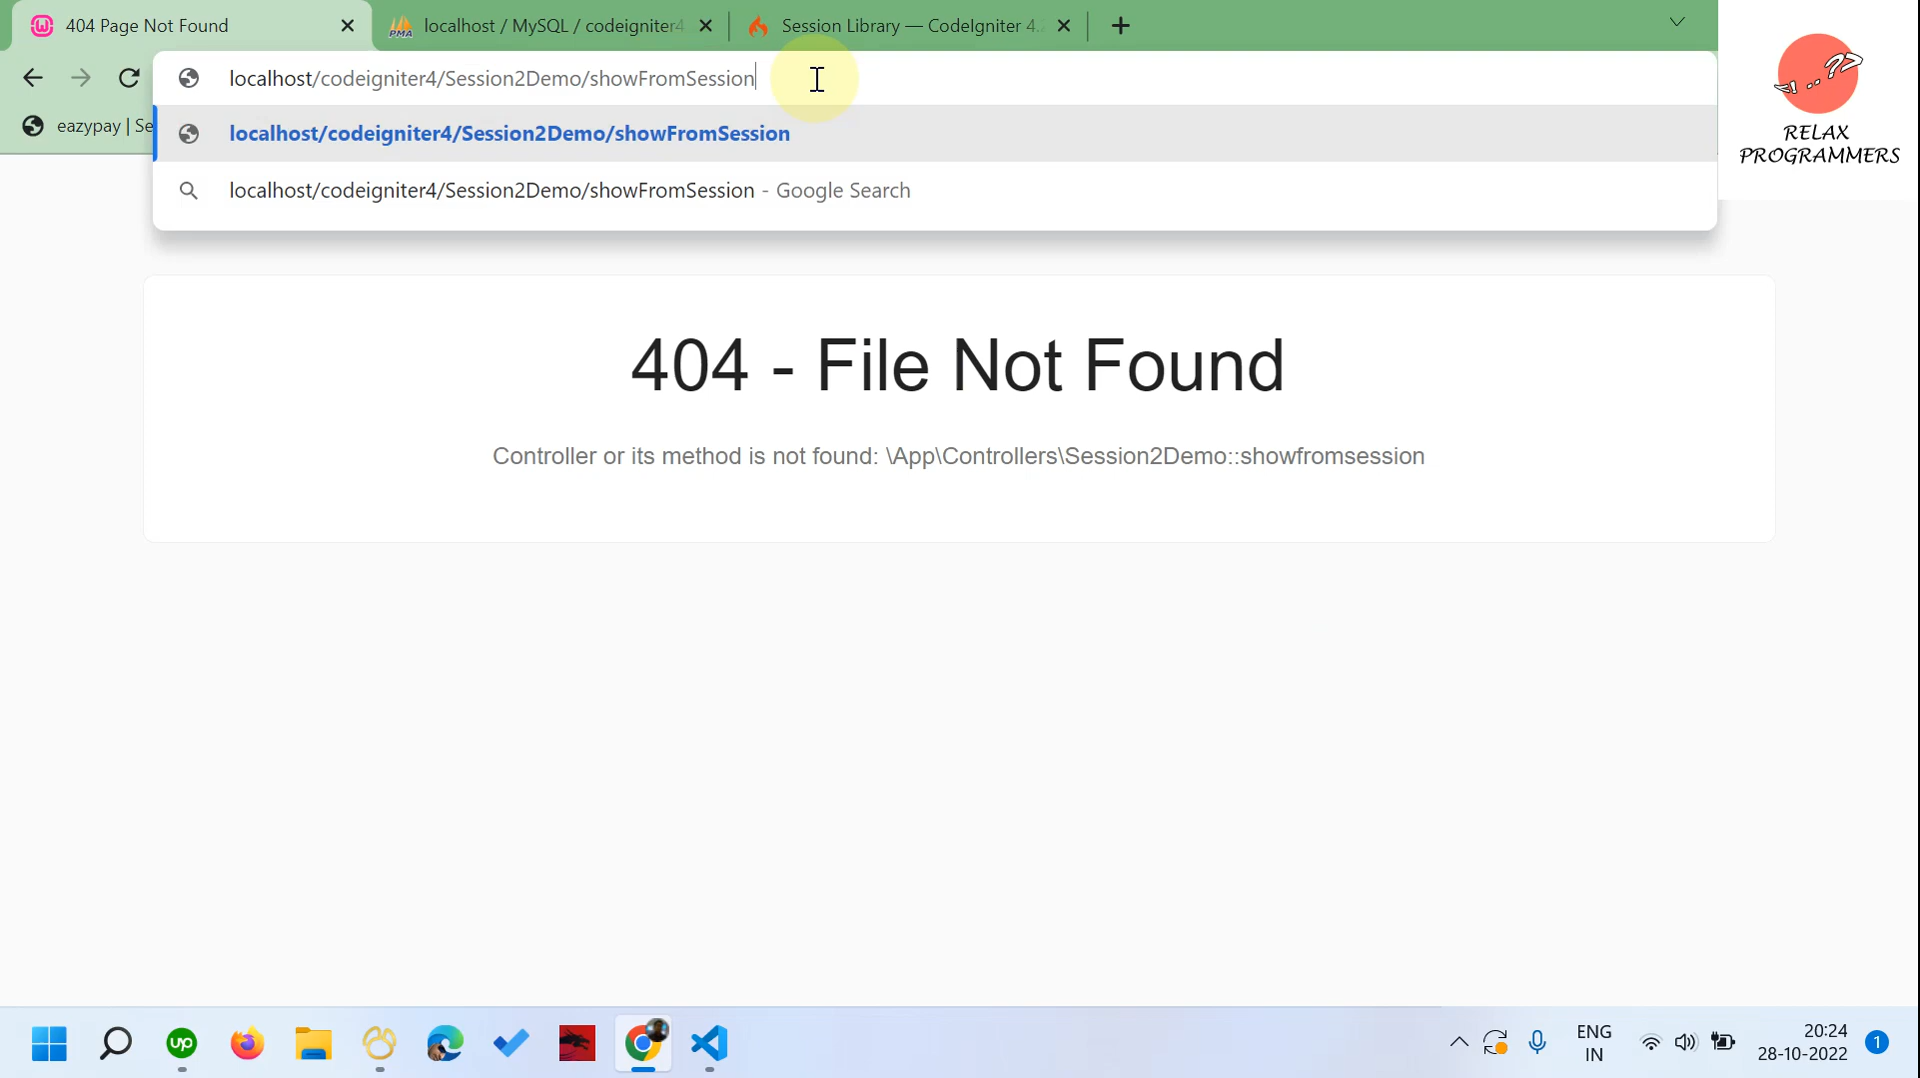 404 Page Not Found
localhost / MySQL / codeigniter4
Session Library — CodeIgniter 4.
localhost/codeigniter4/Session2Demo/showFromSession
eazypay | Se
localhost/codeigniter4/Session2Demo/showFromSession
localhost/codeigniter4/Session2Demo/showFromSession - Google Search
<!...??>
RELAX
PROGRAMMERS
404 - File Not Found
Controller or its method is not found: \App\Controllers\Session2Demo::showfromsession
up
ENG
IN
20:24
28-10-2022
1
PMA